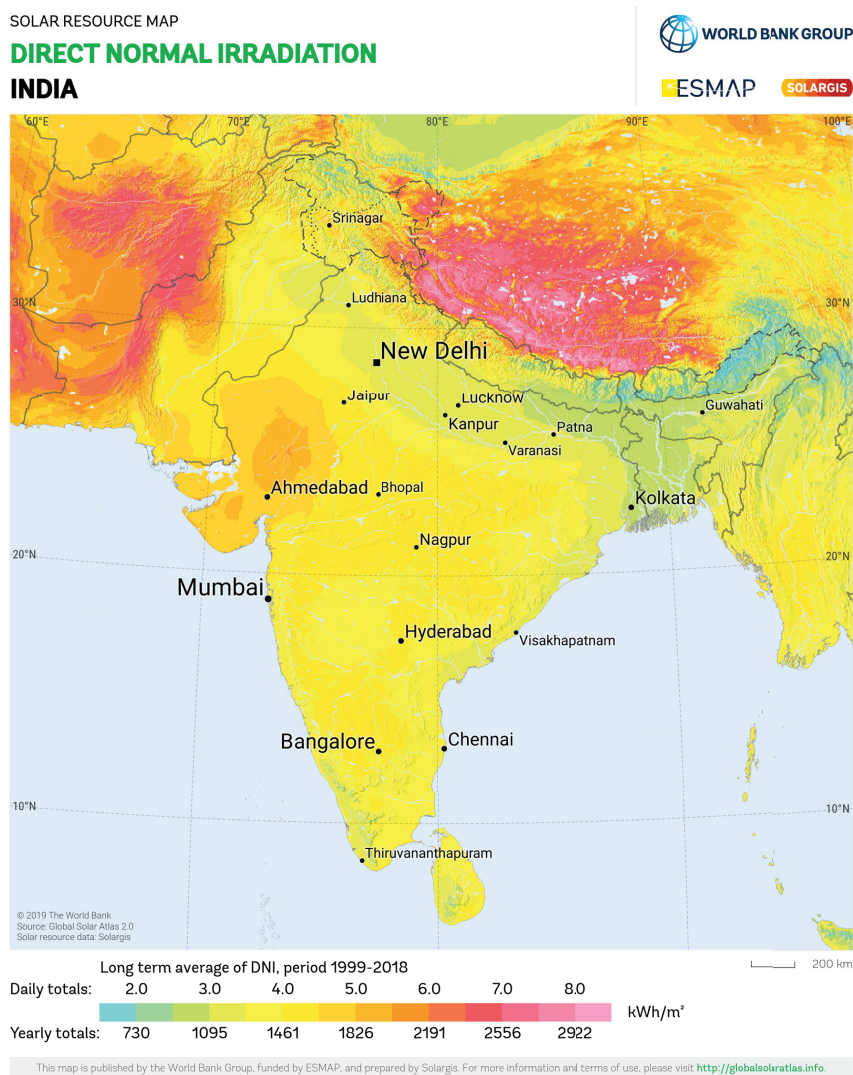 SOLAR RESOURCE MAP
DIRECT NORMAL IRRADIATION
INDIA
WORLD BANK GROUP
ESMAP
SOLARGIS
60°E 70°E 80°E 90°E 100°E
Srinagar
30°N 30°N
Ludhiana
New Delhi
Jaipur
Lucknow
Guwahati
Kanpur
Patna
Varanasi
Ahmedabad
Bhopal
Kolkata
Nagpur
20°N 20°N
Mumbai
Hyderabad
Visakhapatnam
Bangalore
Chennai
10°N 10°N
Thiruvananthapuram
© 2019 The World Bank
Source: Global Solar Atlas 2.0
Solar resource data: Solargis
200 km
Long term average of DNI, period 1999-2018
Daily totals: 2.0 3.0 4.0 5.0 6.0 7.0 8.0
kWh/m²
Yearly totals: 730 1095 1461 1826 2191 2556 2922
This map is published by the World Bank Group, funded by ESMAP, and prepared by Solargis. For more information and terms of use, please visit http://globalsolaratlas.info.